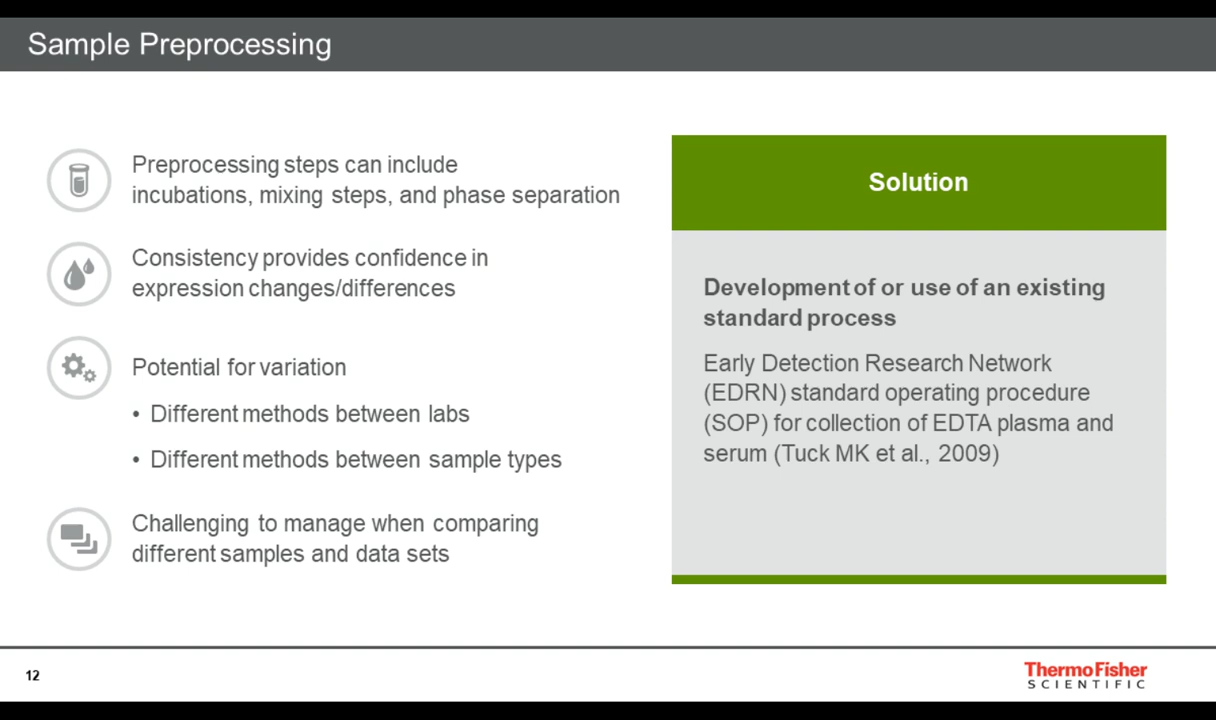 Sample Preprocessing
Preprocessing steps can include
incubations, mixing steps, and phase separation
Consistency provides confidence in
expression changes/differences
Potential for variation
• Different methods between labs
• Different methods between sample types
Challenging to manage when comparing
different samples and data sets
Solution
Development of or use of an existing
standard process
Early Detection Research Network
(EDRN) standard operating procedure
(SOP) for collection of EDTA plasma and
serum (Tuck MK et al., 2009)
12
ThermoFisher
SCIENTIFIC